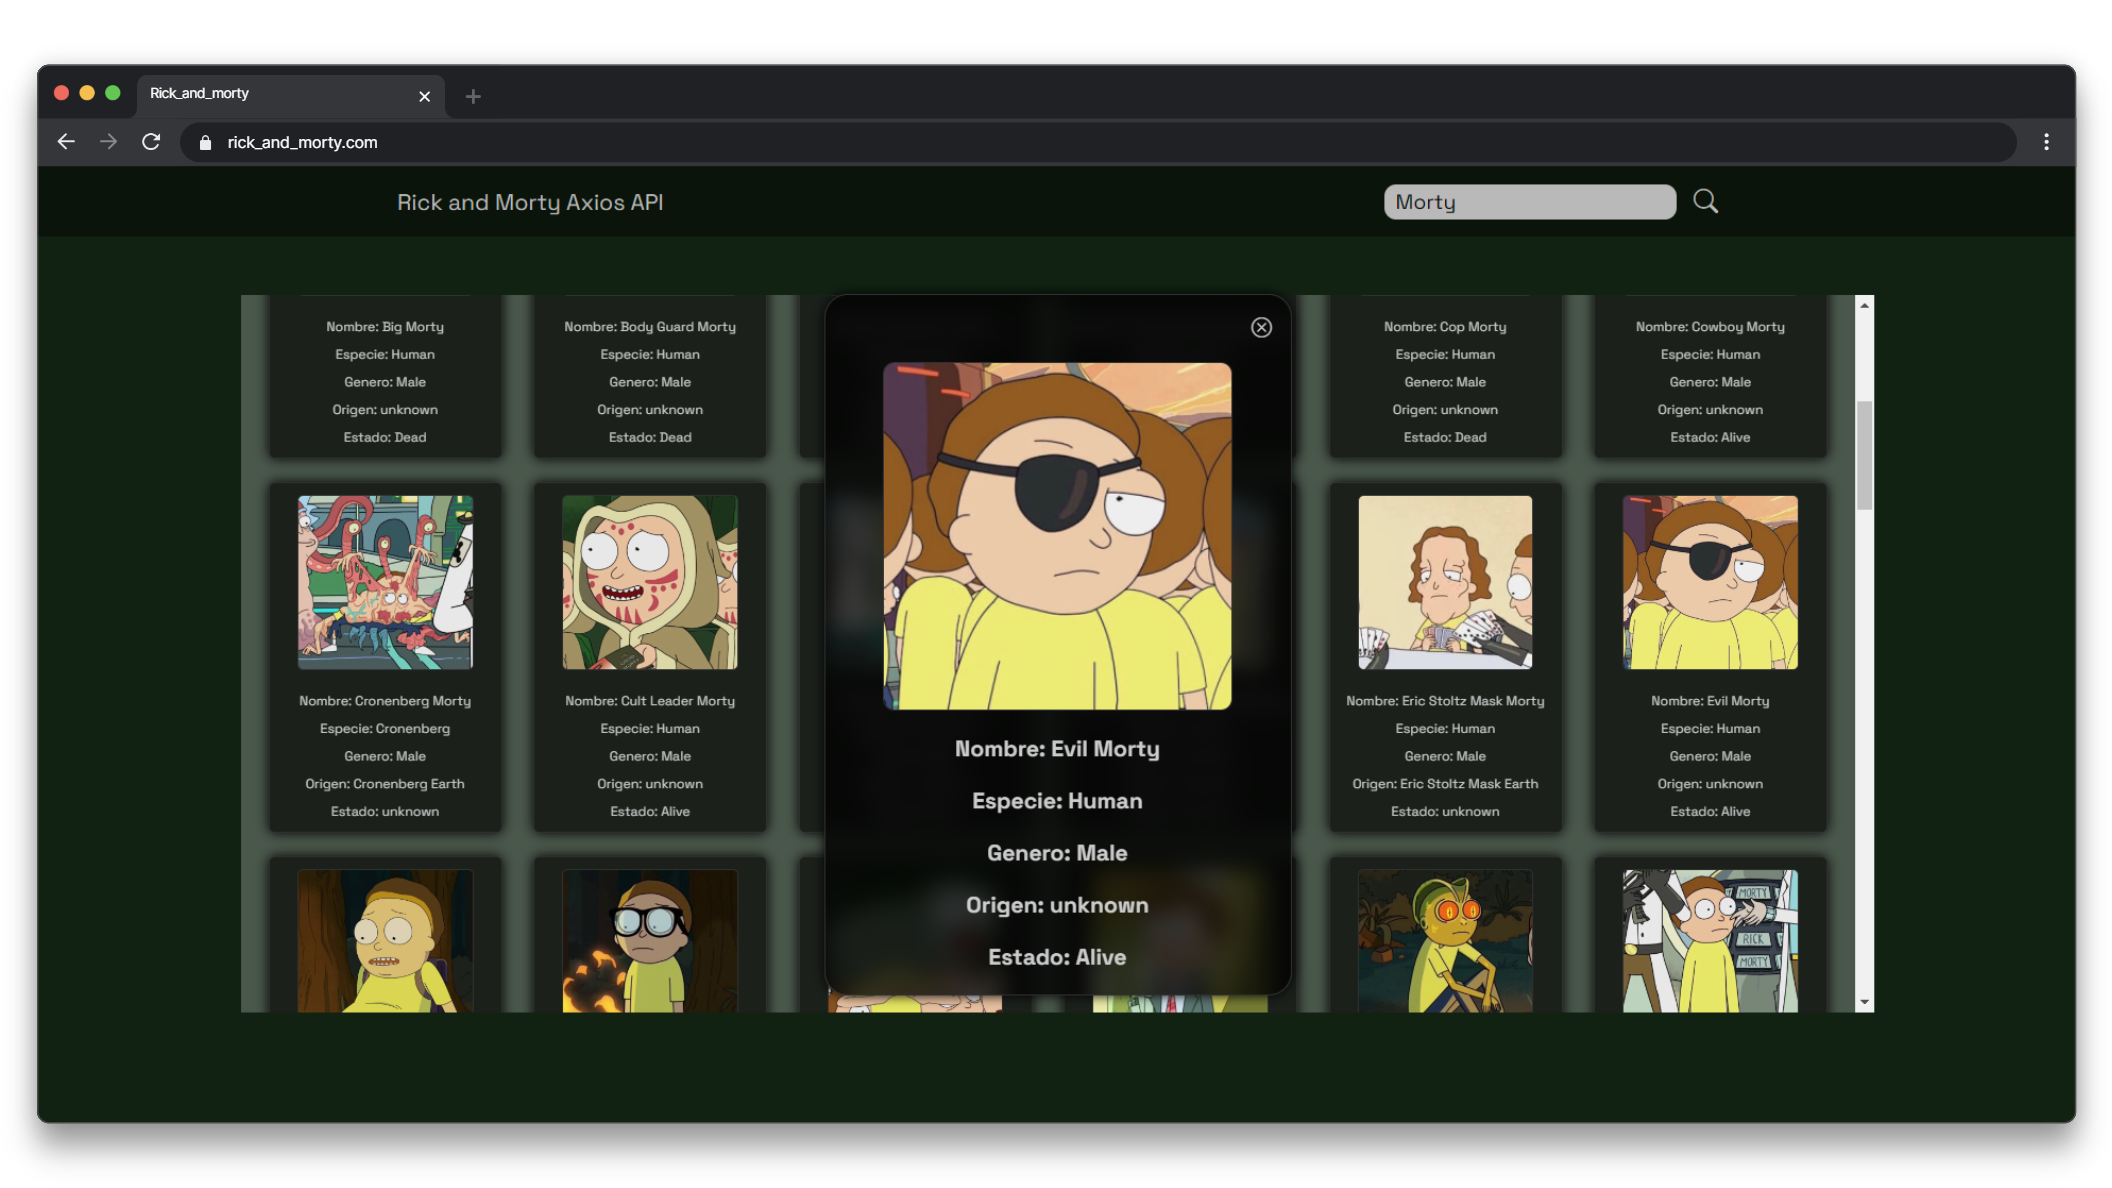 Rick_and_morty
rick_and_morty.com
Rick and Morty Axios API
Morty
Nombre: Big Morty
Especie: Human
Genero: Male
Origen: unknown
Estado: Dead
Nombre: Body Guard Morty
Especie: Human
Genero: Male
Origen: unknown
Estado: Dead
Nombre: Cop Morty
Especie: Human
Genero: Male
Origen: unknown
Estado: Dead
Nombre: Cowboy Morty
Especie: Human
Genero: Male
Origen: unknown
Estado: Alive
Nombre: Cronenberg Morty
Especie: Cronenberg
Genero: Male
Origen: Cronenberg Earth
Estado: unknown
Nombre: Cult Leader Morty
Especie: Human
Genero: Male
Origen: unknown
Estado: Alive
Nombre: Evil Morty
Especie: Human
Genero: Male
Origen: unknown
Estado: Alive
Nombre: Eric Stoltz Mask Morty
Especie: Human
Genero: Male
Origen: Eric Stoltz Mask Earth
Estado: unknown
Nombre: Evil Morty
Especie: Human
Genero: Male
Origen: unknown
Estado: Alive
MORTY
RICK
MORTY